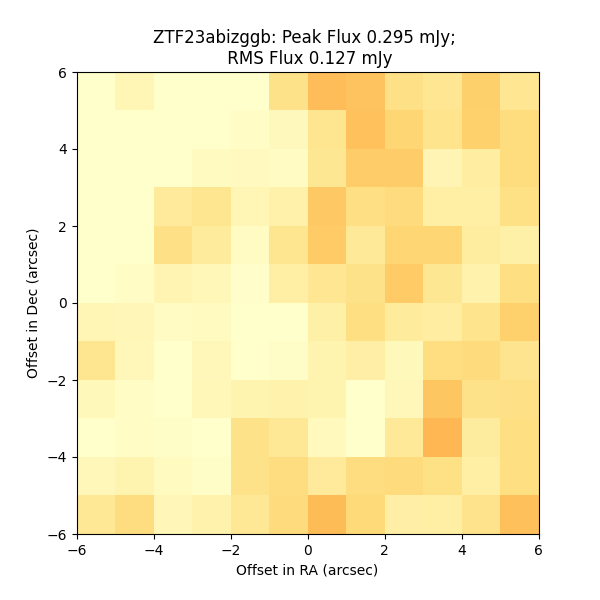 ZTF23abizggb: Peak Flux 0.295 mJy;
RMS Flux 0.127 mJy
6
4
2
0
−2
−4
−6
Offset in Dec (arcsec)
−6 −4 −2 0 2 4 6
Offset in RA (arcsec)